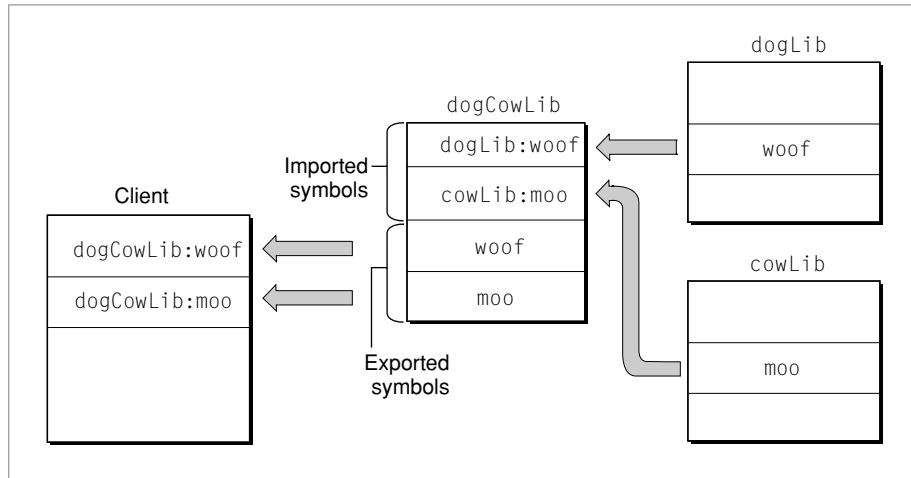 dogLib
woof
dogCowLib
dogLib:woof
cowLib:moo
woof
moo
Imported
symbols
Exported
symbols
Client
dogCowLib:woof
dogCowLib:moo
cowLib
moo